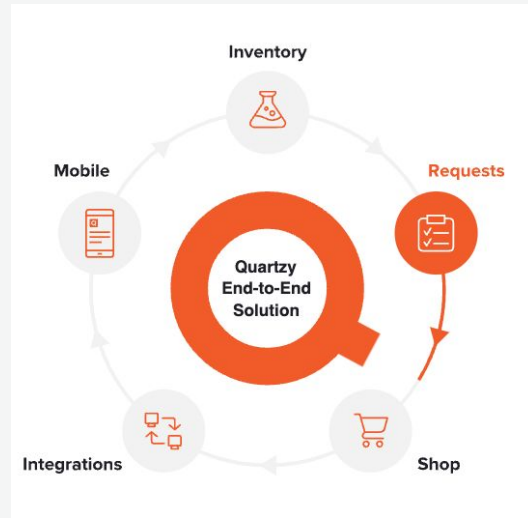 Inventory
Mobile
Requests
Quartzy
End-to-End
Solution
Integrations
Shop